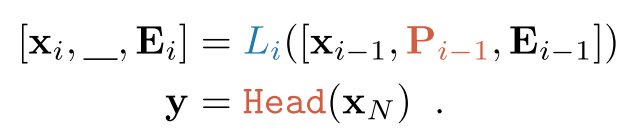 [x_i, __, E_i] = L_i([x_{i−1}, P_{i−1}, E_{i−1}])
y = Head(x_N) .